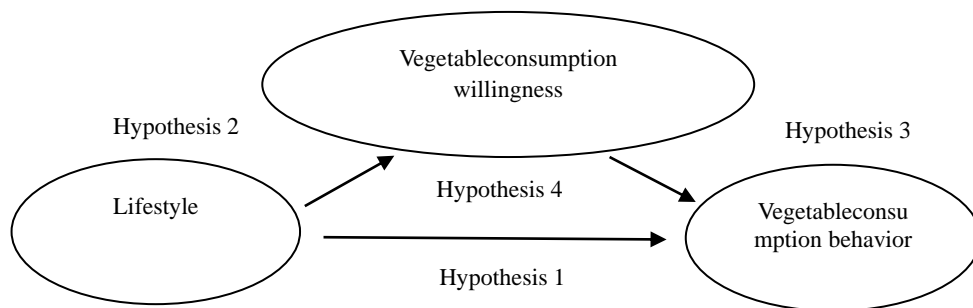 Vegetableconsumption
willingness
Hypothesis 2
Hypothesis 3
Lifestyle
Hypothesis 4
Vegetableconsu
mption behavior
Hypothesis 1